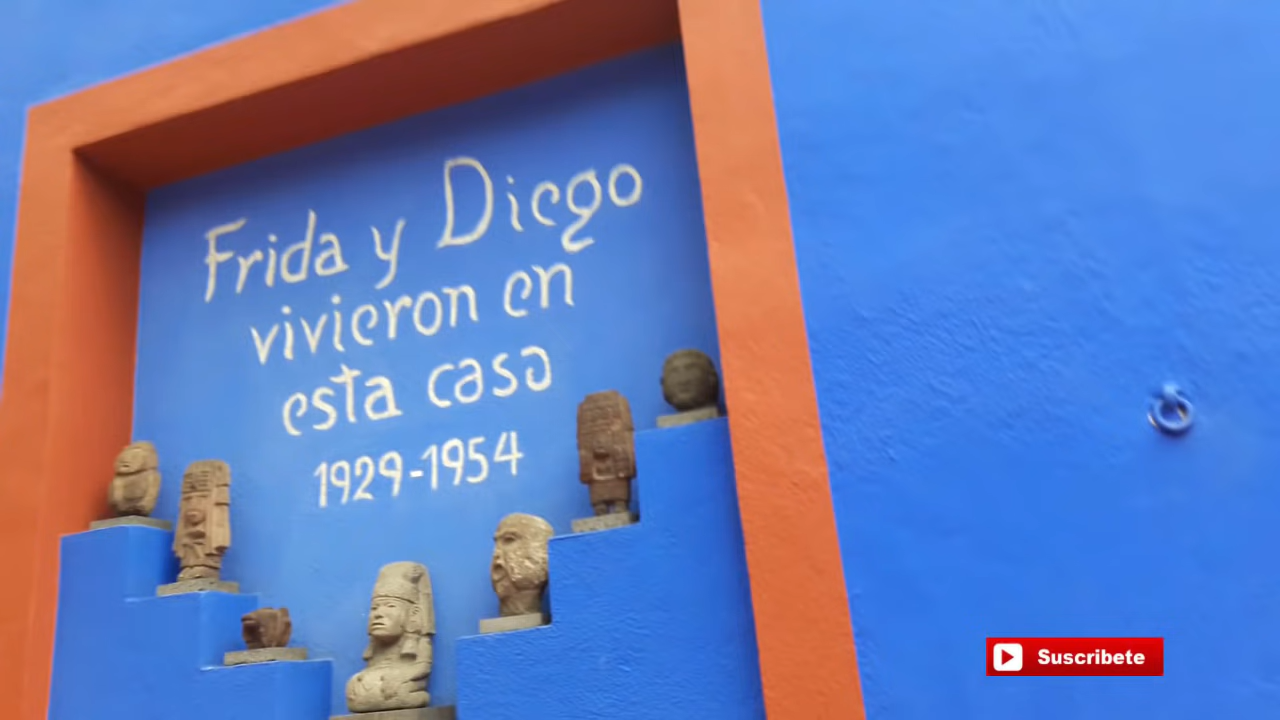 Frida y Diego
vivieron en
esta casa
1929-1954
Suscribete